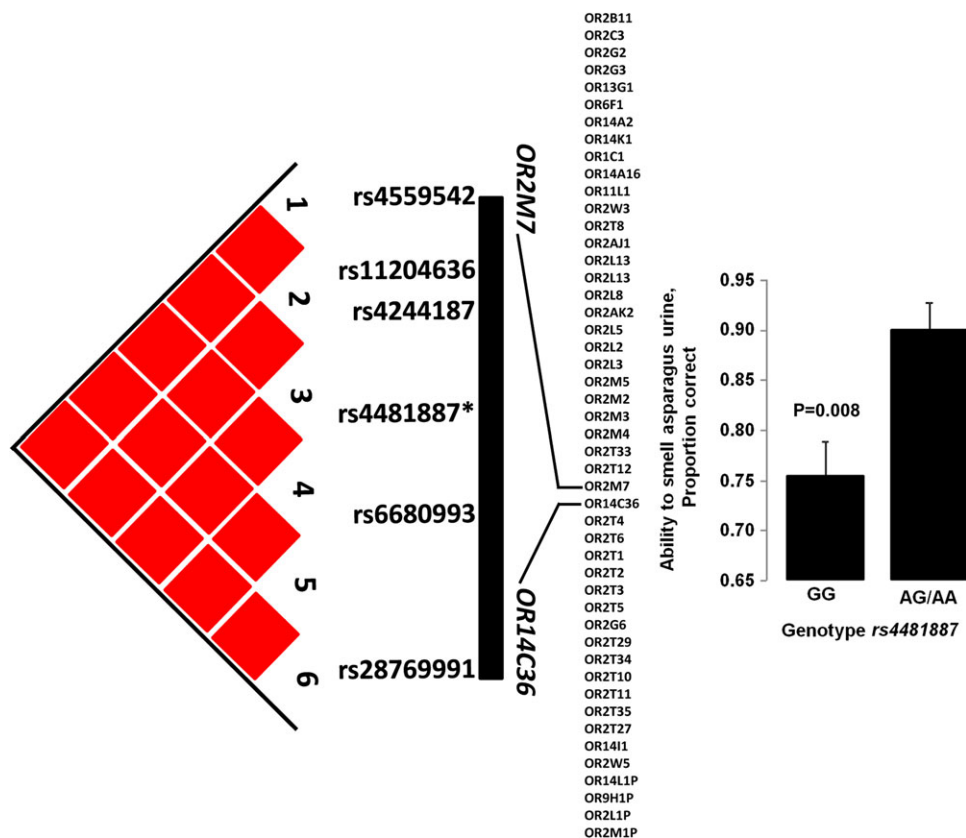 1
2
3
4
5
6
rs4559542
rs11204636
rs4244187
rs4481887*
rs6680993
rs28769991
OR2M7
OR14C36
OR2B11
OR2C3
OR2G2
OR2G3
OR13G1
OR6F1
OR14A2
OR14K1
OR1C1
OR14A16
OR11L1
OR2W3
OR2T8
OR2AJ1
OR2L13
OR2L13
OR2L8
OR2AK2
OR2L5
OR2L2
OR2L3
OR2M5
OR2M2
OR2M3
OR2M4
OR2T33
OR2T12
OR2M7
OR14C36
OR2T4
OR2T6
OR2T1
OR2T2
OR2T3
OR2T5
OR2G6
OR2T29
OR2T34
OR2T10
OR2T11
OR2T35
OR2T27
OR14I1
OR2W5
OR14L1P
OR9H1P
OR2L1P
OR2M1P
Ability to smell asparagus urine,
Proportion correct
0.95
0.90
0.85
0.80
0.75
0.70
0.65
P=0.008
GG
AG/AA
Genotype rs4481887